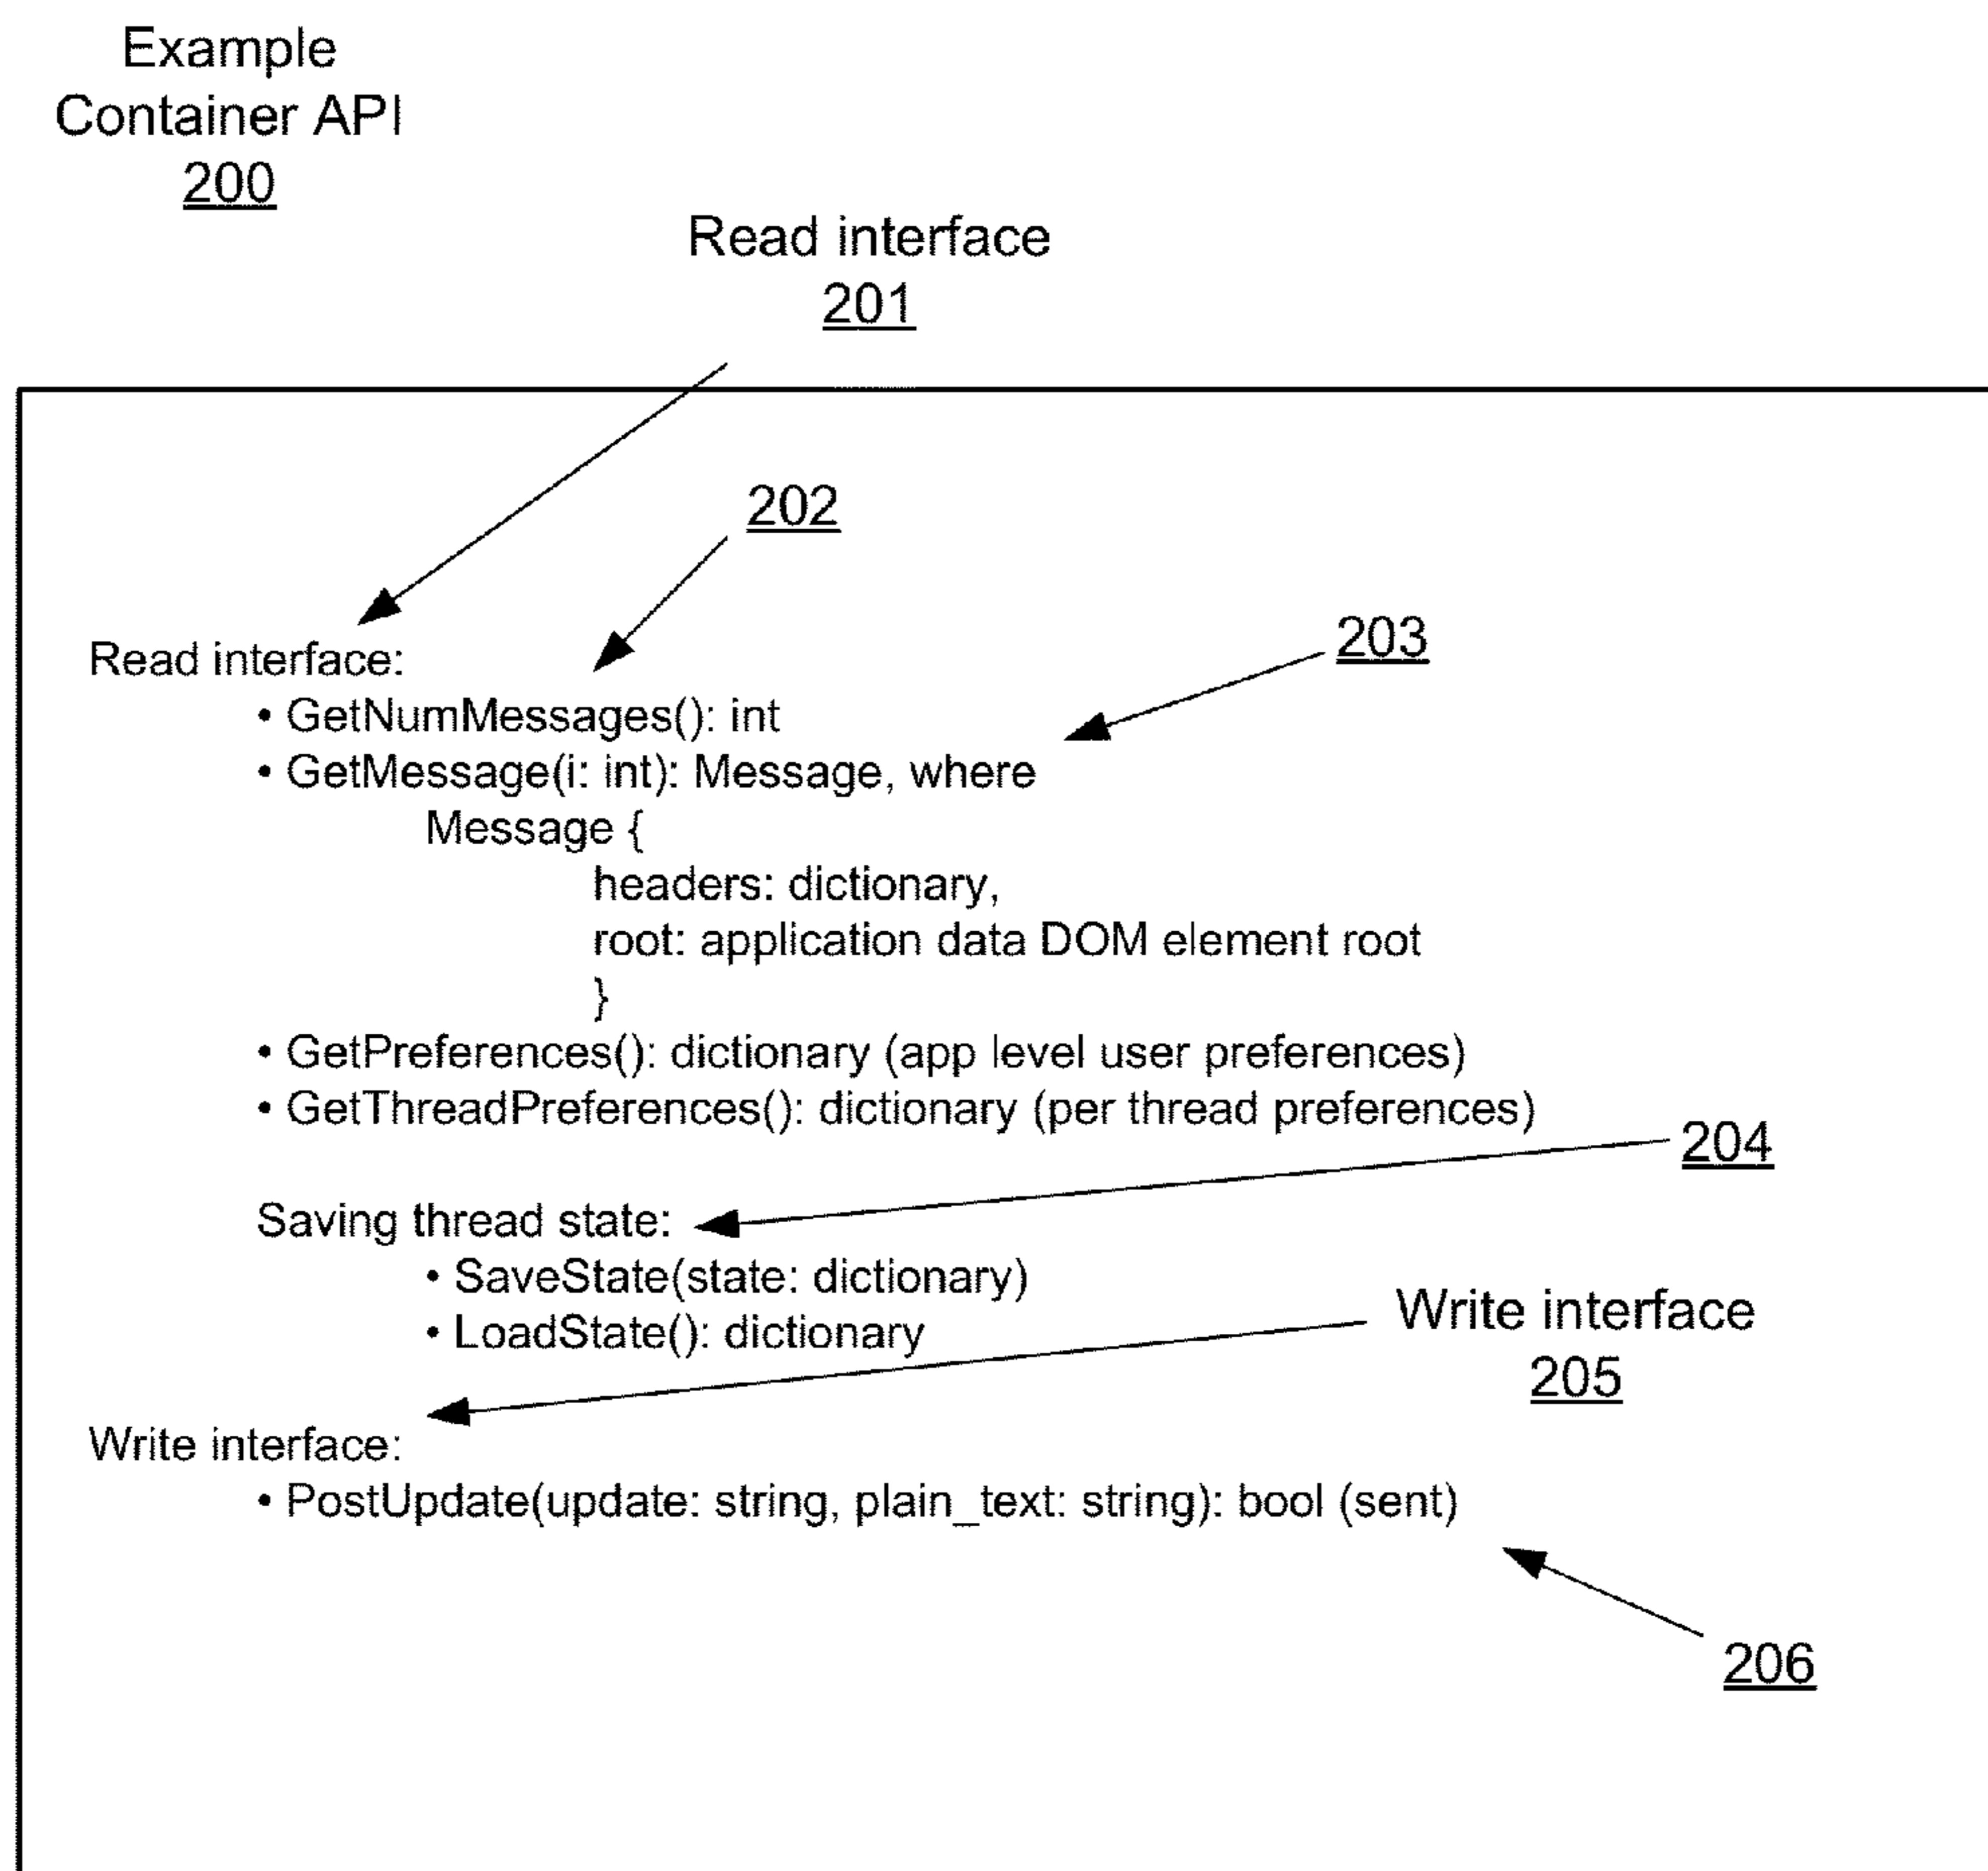 Example
Container API
200
Read interface
201
202
203
Read interface:
• GetNumMessages(): int
• GetMessage(i: int): Message, where
Message {
headers: dictionary,
root: application data DOM element root
}
• GetPreferences(): dictionary (app level user preferences)
• GetThreadPreferences(): dictionary (per thread preferences)
204
Saving thread state:
• SaveState(state: dictionary)
• LoadState(): dictionary
Write interface
205
Write interface:
• PostUpdate(update: string, plain_text: string): bool (sent)
206